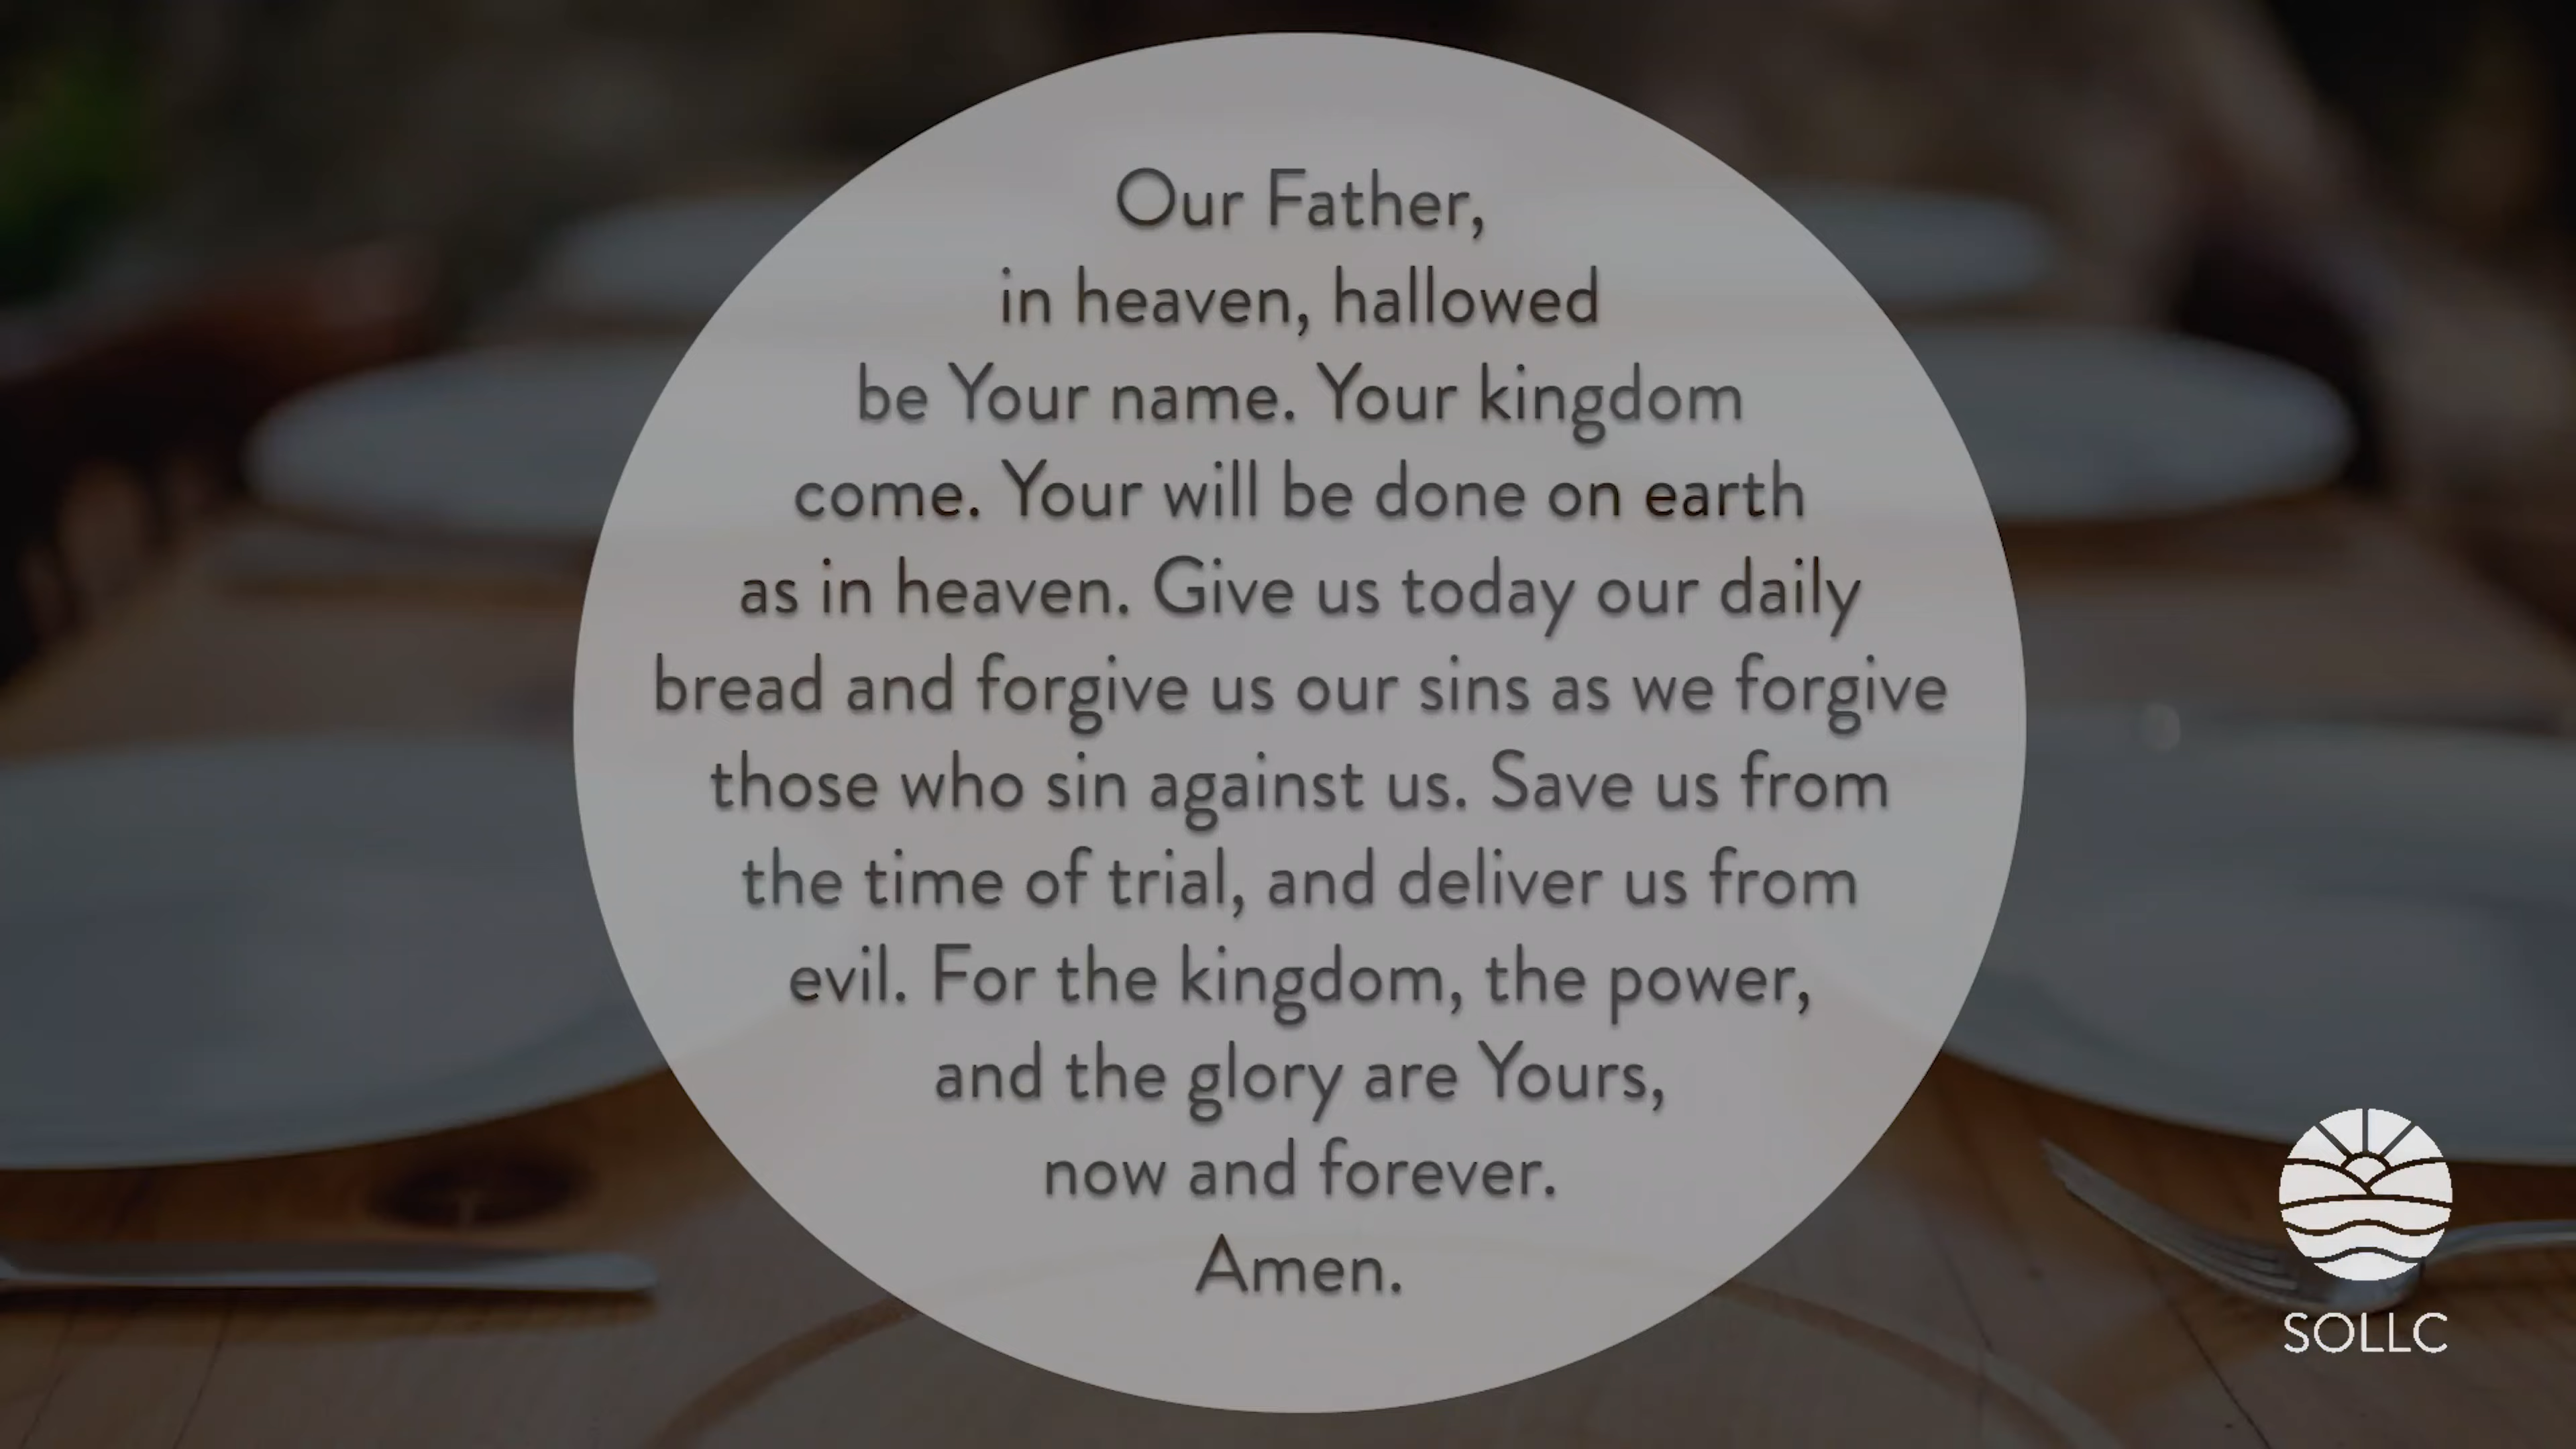 Our Father,
in heaven, hallowed
be Your name. Your kingdom
come. Your will be done on earth
as in heaven. Give us today our daily
bread and forgive us our sins as we forgive
those who sin against us. Save us from
the time of trial, and deliver us from
evil. For the kingdom, the power,
and the glory are Yours,
now and forever.
Amen.
SOLLC